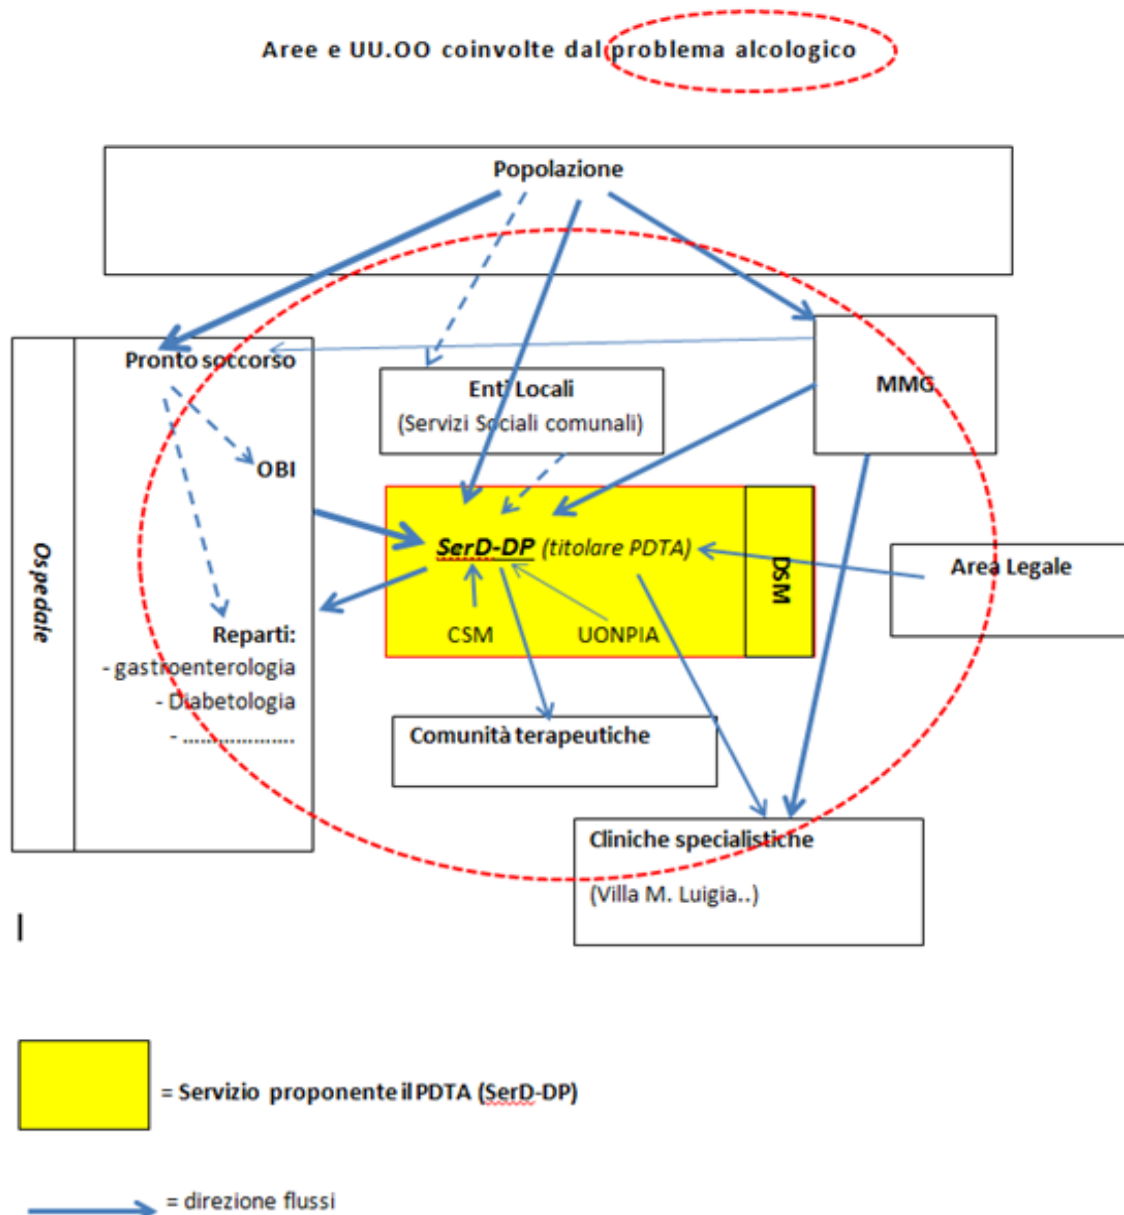 Aree e UU.OO coinvolte dal problema alcologico
Popolazione
Pronto soccorso
OBI
Ospedale
Reparti:
- gastroenterologia
- Diabetologia
- ....................
Enti Locali
(Servizi Sociali comunali)
MMG
SerD-DP (titolare PDTA)
CSM
UONPIA
DSM
Area Legale
Comunità terapeutiche
Cliniche specialistiche
(Villa M. Luigia..)
= Servizio proponente il PDTA (SerD-DP)
= direzione flussi